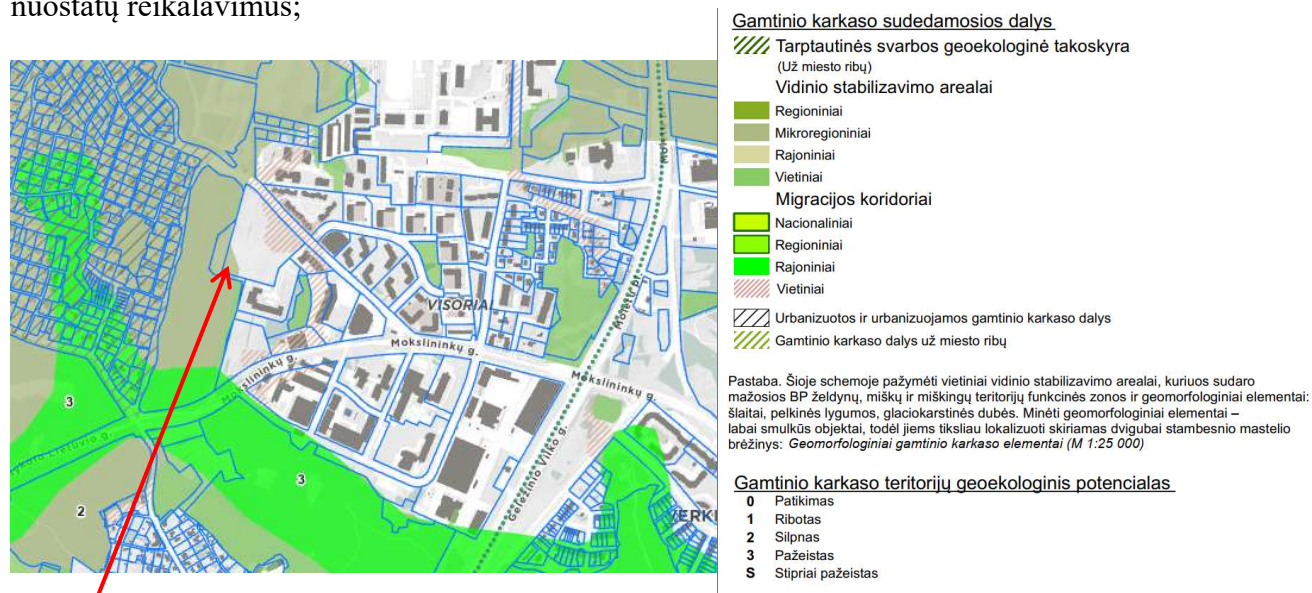 nuostatų reikalavimus;
VISORIAI
Mokslininkų g.
Mokslininkų g.
Mokslininkų g.
Molėtų pl.
Geležinio Vilko g.
3
3
2
Gamtinio karkaso sudedamosios dalys
Tarptautinės svarbos geoekologinė takoskyra
(Už miesto ribų)
Vidinio stabilizavimo arealai
Regioniniai
Mikroregioniniai
Rajoniniai
Vietiniai
Migracijos koridoriai
Nacionaliniai
Regioniniai
Rajoniniai
Vietiniai
Urbanizuotos ir urbanizuojamos gamtinio karkaso dalys
Gamtinio karkaso dalys už miesto ribų
Pastaba. Šioje schemoje pažymėti vietiniai vidinio stabilizavimo arealai, kuriuos sudaro
mažosios BP želdynų, miškų ir miškingų teritorijų funkcinės zonos ir geomorfologiniai elementai:
šlaitai, pelkinės lygumos, glaciokarstinės dubės. Minėti geomorfologiniai elementai –
labai smulkūs objektai, todėl jiems tiksliau lokalizuoti skiriamas dvigubai stambesnio mastelio
brėžinys: Geomorfologiniai gamtinio karkaso elementai (M 1:25 000)
Gamtinio karkaso teritorijų geoekologinis potencialas
0 Patikimas
1 Ribotas
2 Silpnas
3 Pažeistas
S Stipriai pažeistas